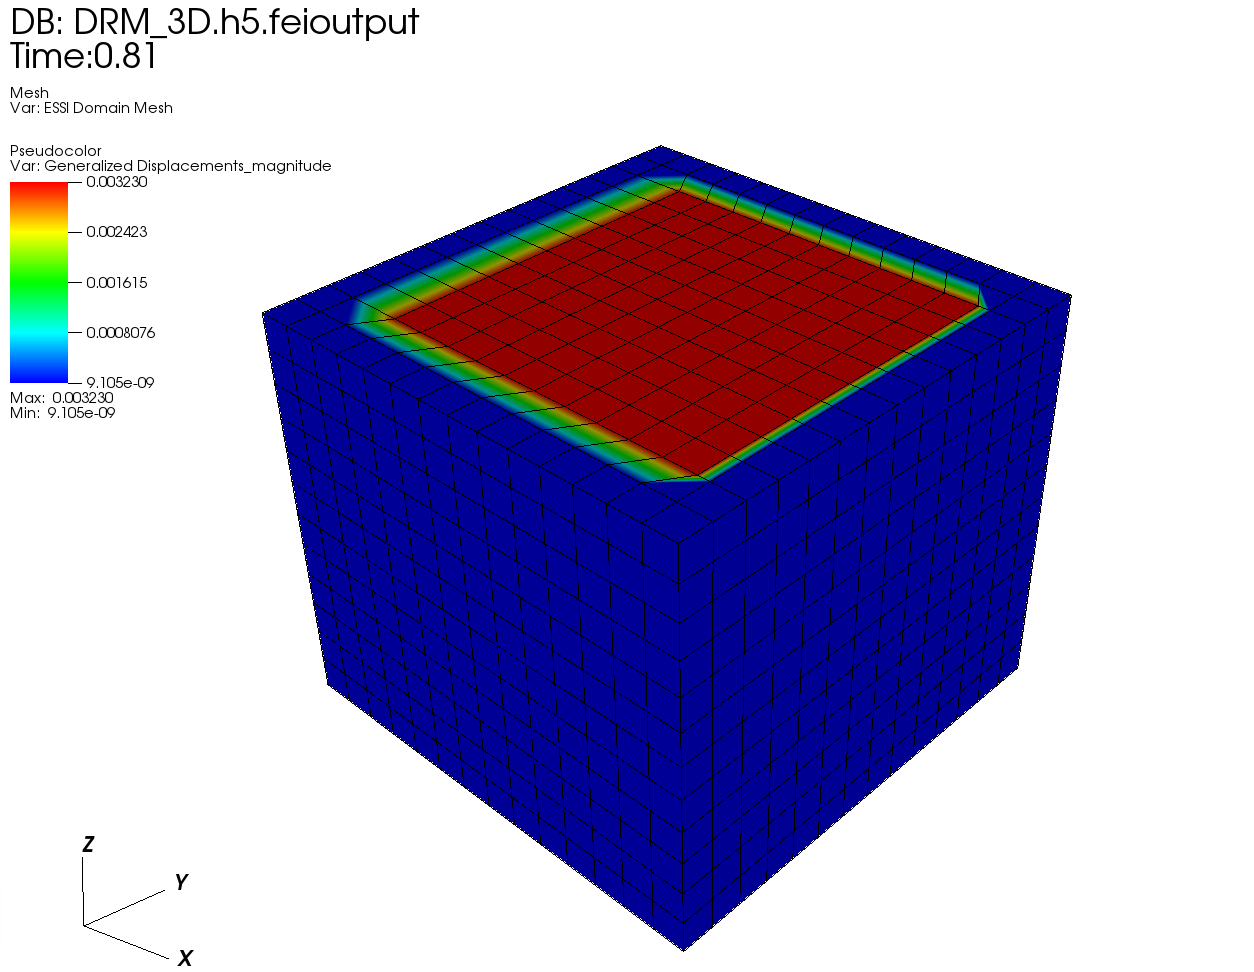 DB: DRM_3D.h5.feioutput
Time:0.81
Mesh
Var: ESSI Domain Mesh
Pseudocolor
Var: Generalized Displacements_magnitude
0.003230
0.002423
0.001615
0.0008076
9.105e-09
Max: 0.003230
Min: 9.105e-09
Z
Y
X